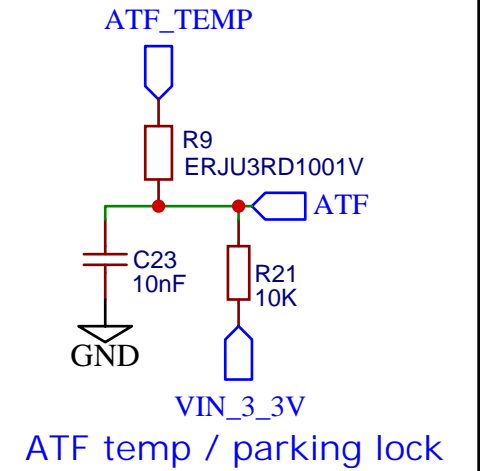 ATF_TEMP
R9
ERJU3RD1001V
ATF
C23
10nF
R21
10K
GND
VIN_3_3V
ATF temp / parking lock